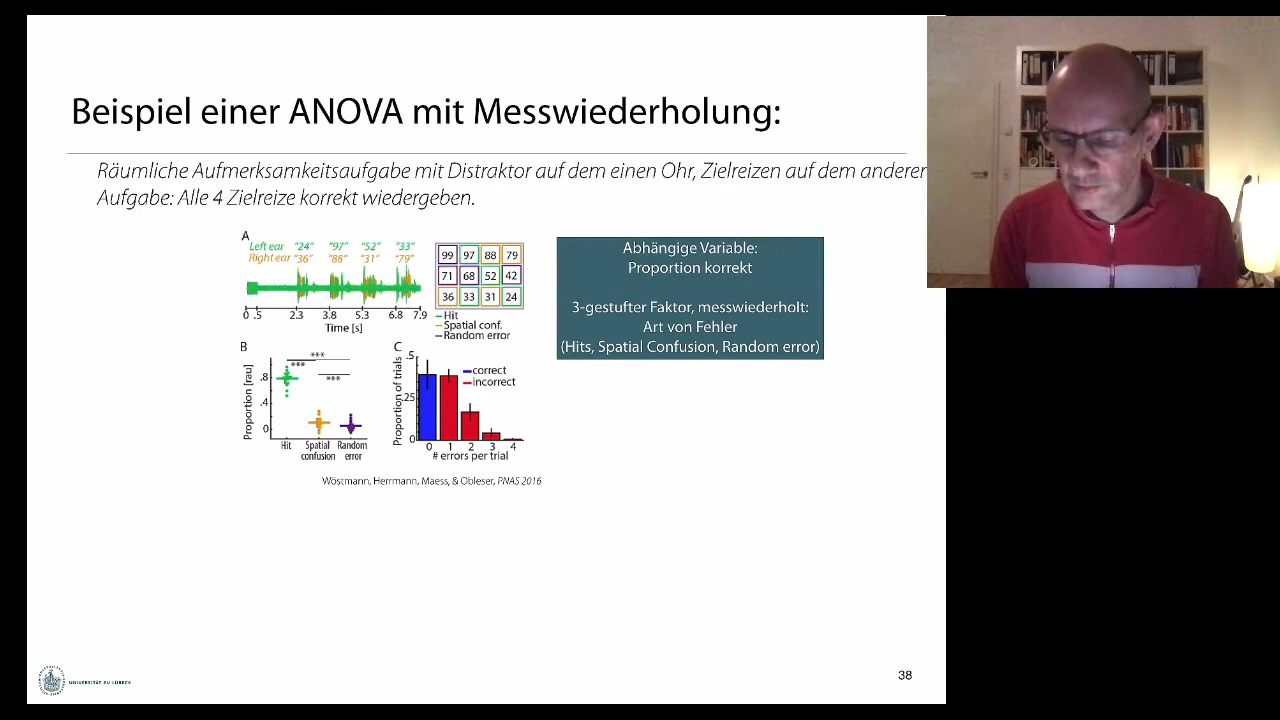 Beispiel einer ANOVA mit Messwiederholung:
Räumliche Aufmerksamkeitsaufgabe mit Distraktor auf dem einen Ohr, Zielreizen auf dem anderen
Aufgabe: Alle 4 Zielreize korrekt wiedergeben.
A
Left ear "24" "97" "52" "33"
Right ear "36" "88" "31" "79"
0 .5 2.3 3.8 5.3 6.8 7.9
Time [s]
99 97 88 79
71 68 52 42
36 33 31 24
Hit
Spatial conf.
Random error
Abhängige Variable:
Proportion korrekt
3-gestufter Faktor, messwiederholt:
Art von Fehler
(Hits, Spatial Confusion, Random error)
B
Proportion [rau]
.8
.4
0
***
***
***
Hit
Spatial confusion
Random error
C
Proportion of trials
.5
.25
0
correct
incorrect
0 1 2 3 4
# errors per trial
Wöstmann, Herrmann, Maess, & Obleser, PNAS 2016
UNIVERSITÄT ZU LÜBECK
38